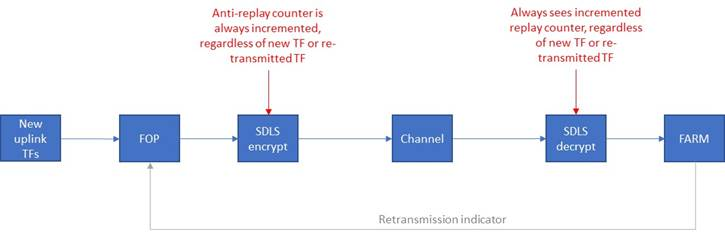 Anti-replay counter is
always incremented,
regardless of new TF or re-
transmitted TF
Always sees incremented
replay counter, regardless
of new TF or re-
transmitted TF
New
uplink
TFs
FOP
SDLS
encrypt
Channel
SDLS
decrypt
FARM
Retransmission indicator